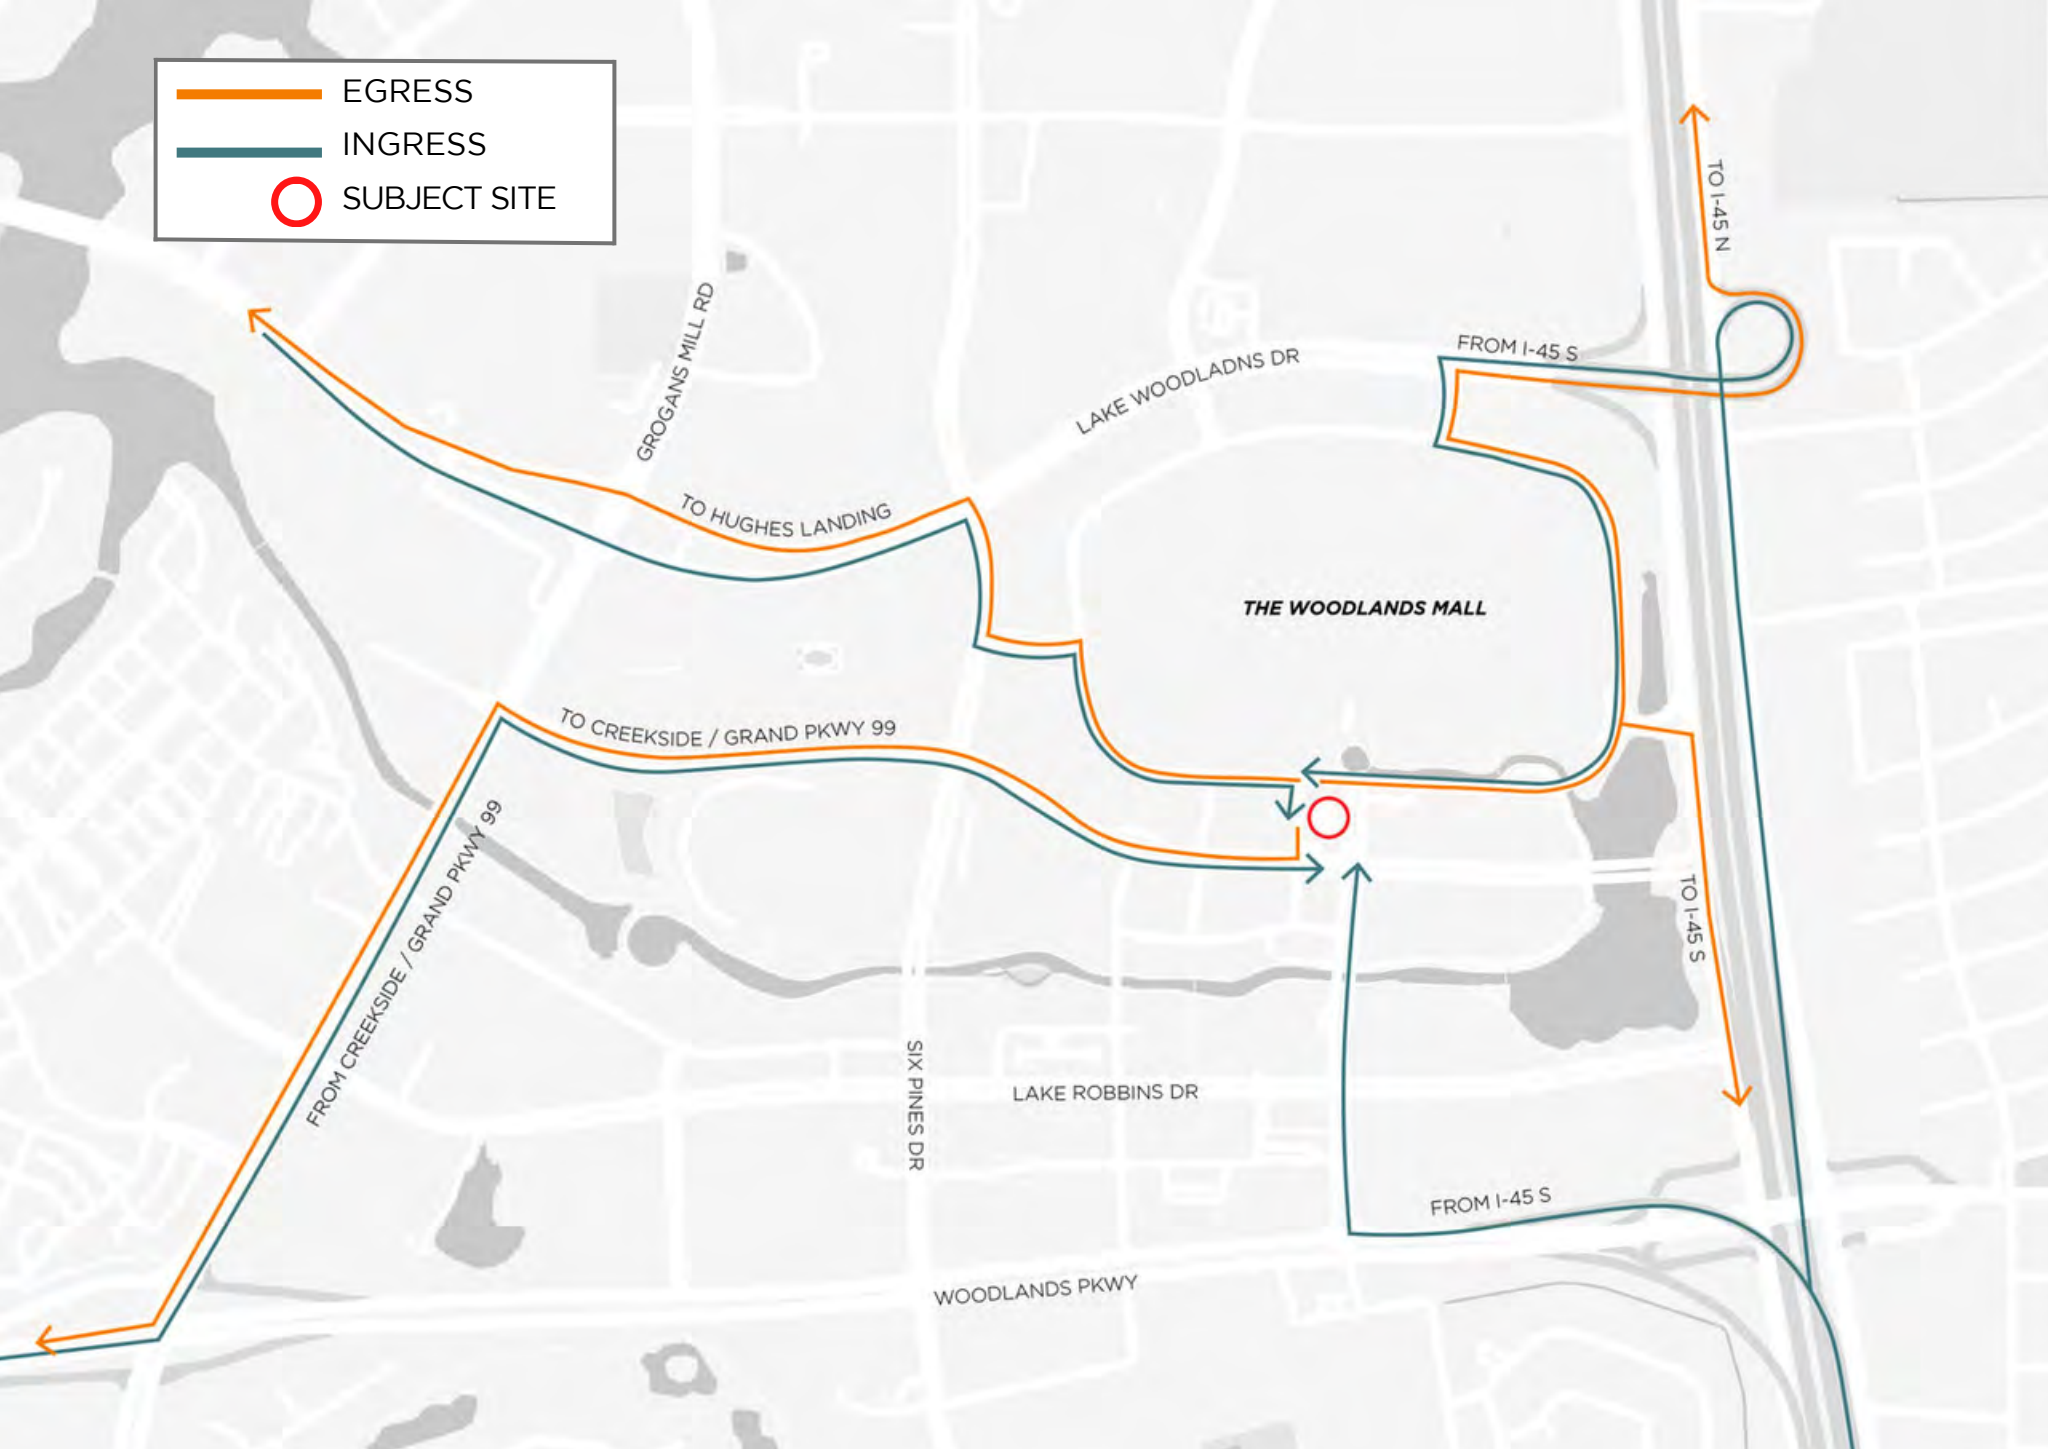 EGRESS
INGRESS
SUBJECT SITE
TO I-45 N
GROGANS MILL RD
FROM I-45 S
LAKE WOODLADNS DR
TO HUGHES LANDING
THE WOODLANDS MALL
TO CREEKSIDE / GRAND PKWY 99
FROM CREEKSIDE / GRAND PKWY 99
TO I-45 S
SIX PINES DR
LAKE ROBBINS DR
FROM I-45 S
WOODLANDS PKWY